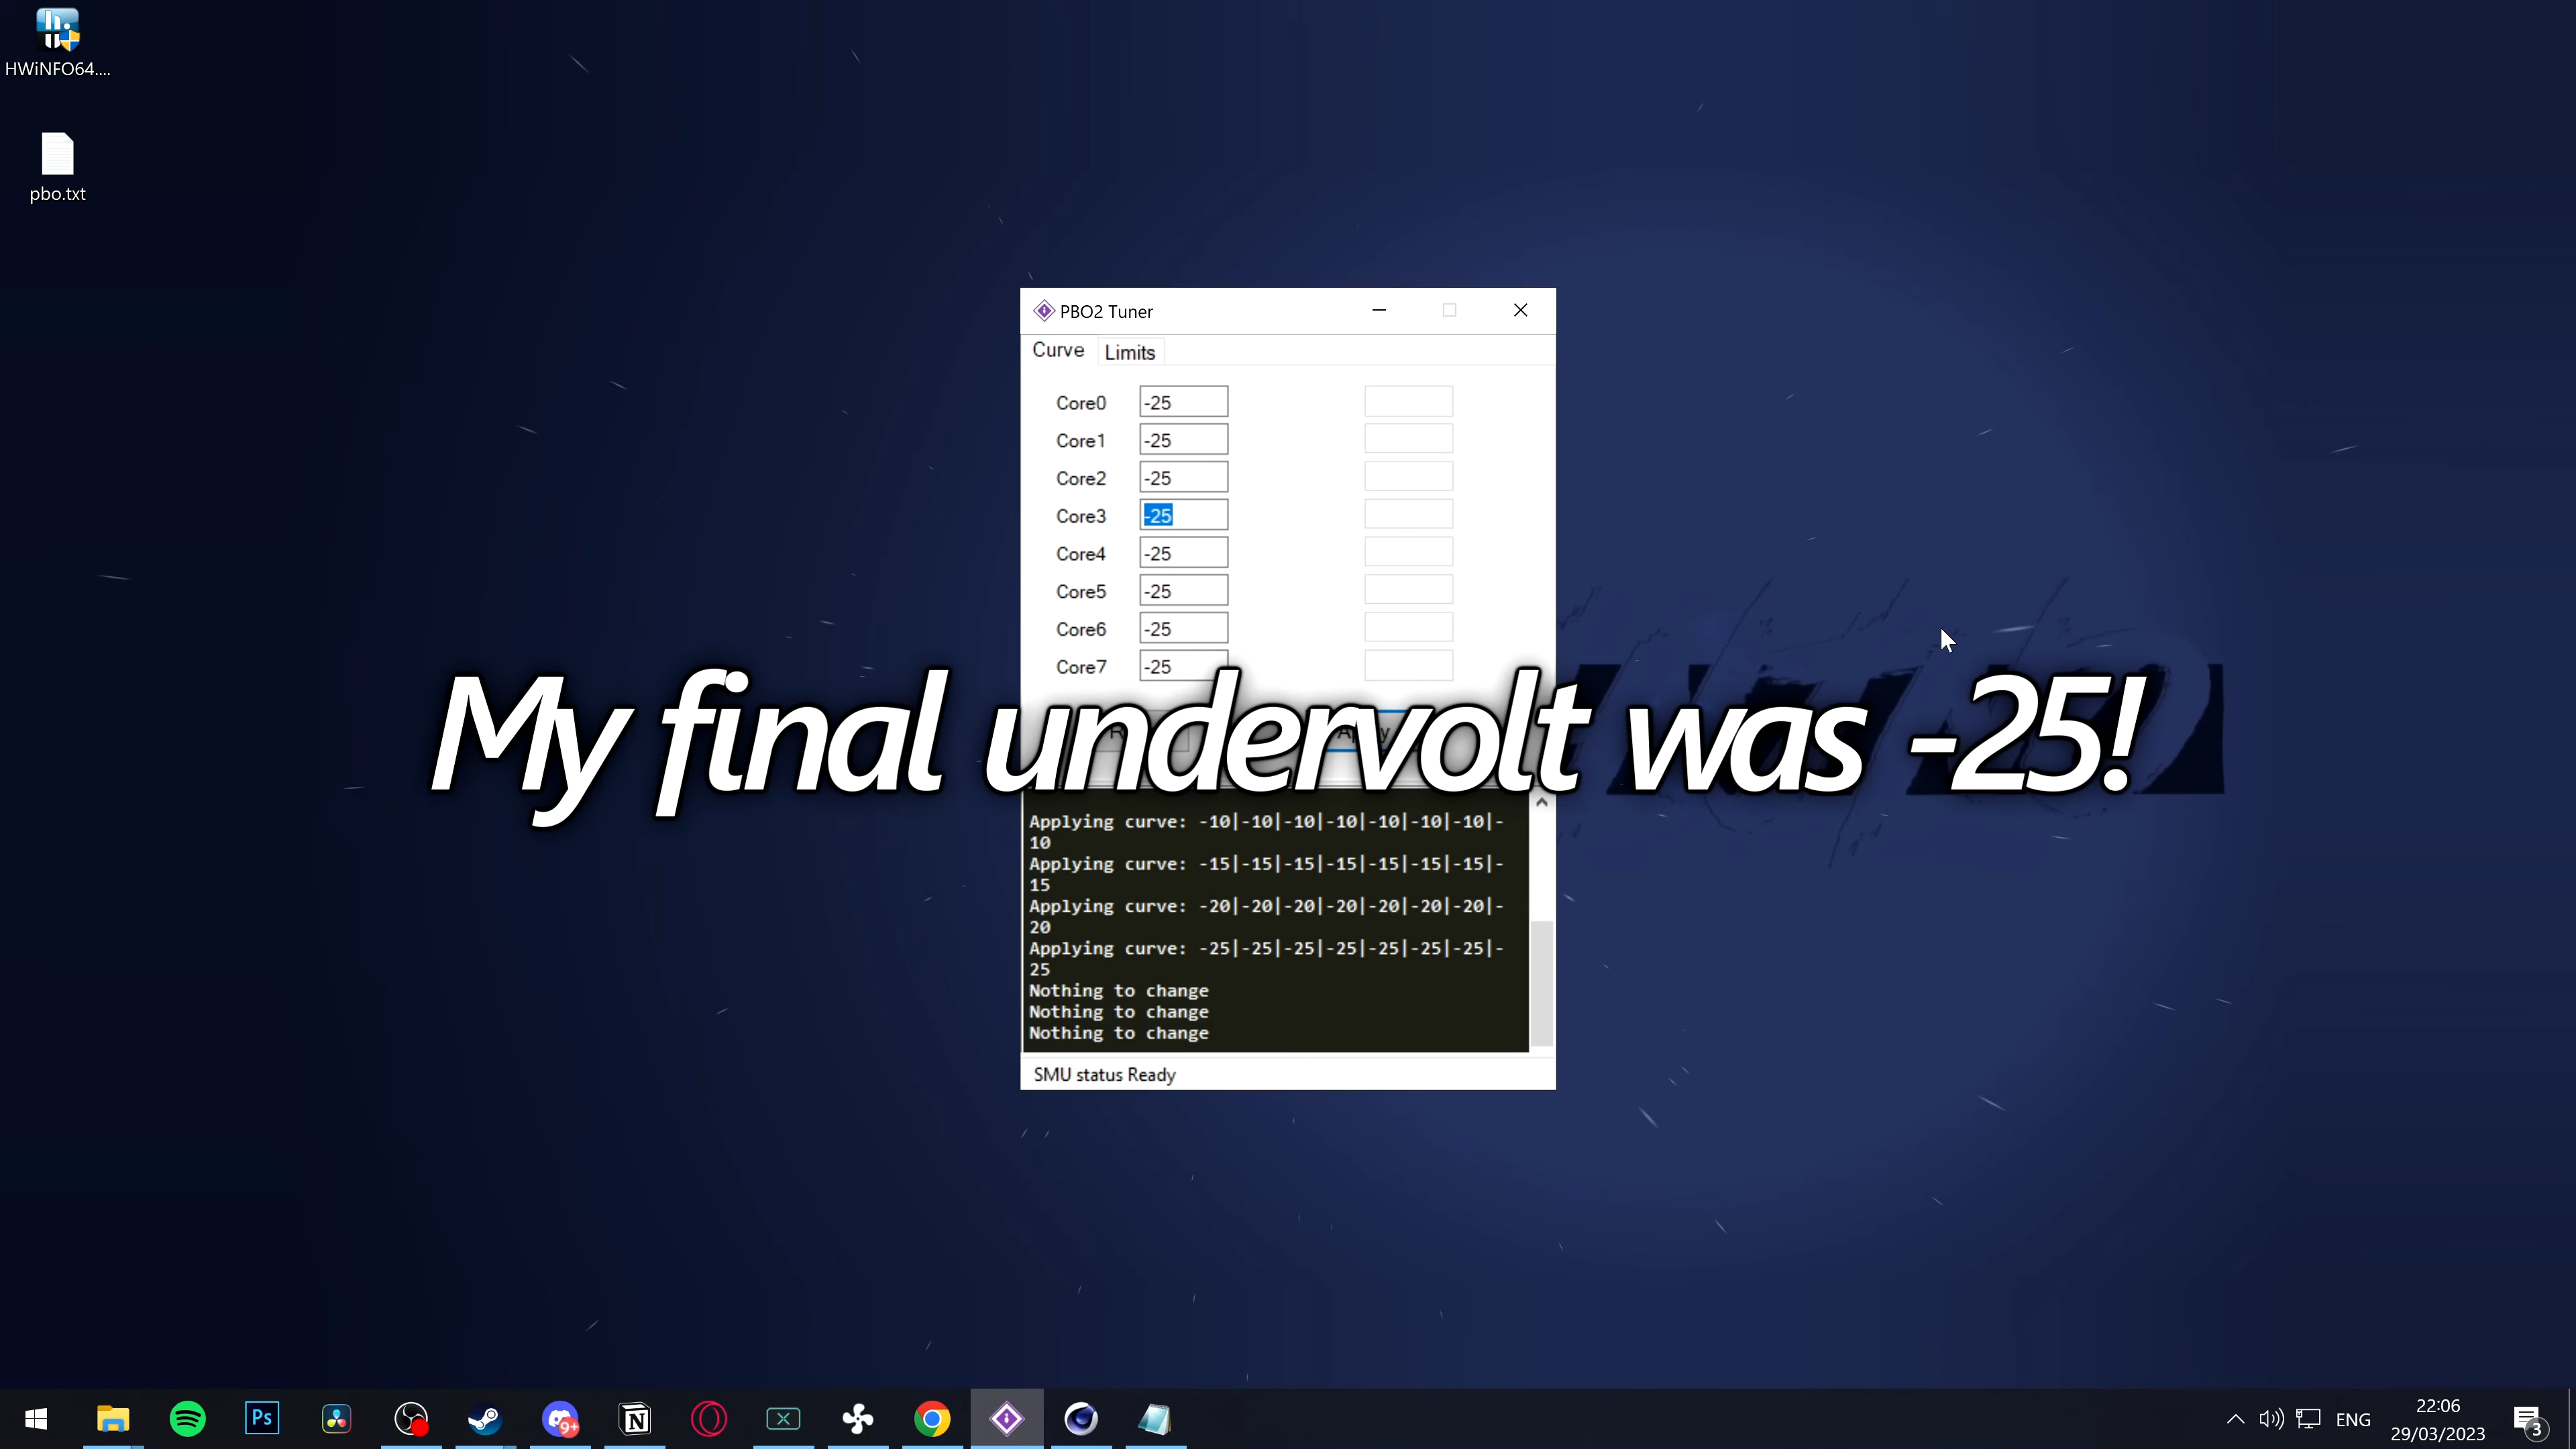 HWiNFO64....
pbo.txt
PBO2 Tuner
Curve Limits
Core0 -25
Core1 -25
Core2 -25
Core3 -25
Core4 -25
Core5 -25
Core6 -25
Core7 -25
My final undervolt was -25!
Applying curve: -10|-10|-10|-10|-10|-10|-10|-
10
Applying curve: -15|-15|-15|-15|-15|-15|-15|-
15
Applying curve: -20|-20|-20|-20|-20|-20|-20|-
20
Applying curve: -25|-25|-25|-25|-25|-25|-25|-
25
Nothing to change
Nothing to change
Nothing to change
SMU status Ready
Ps
9+
ENG
22:06
29/03/2023
3